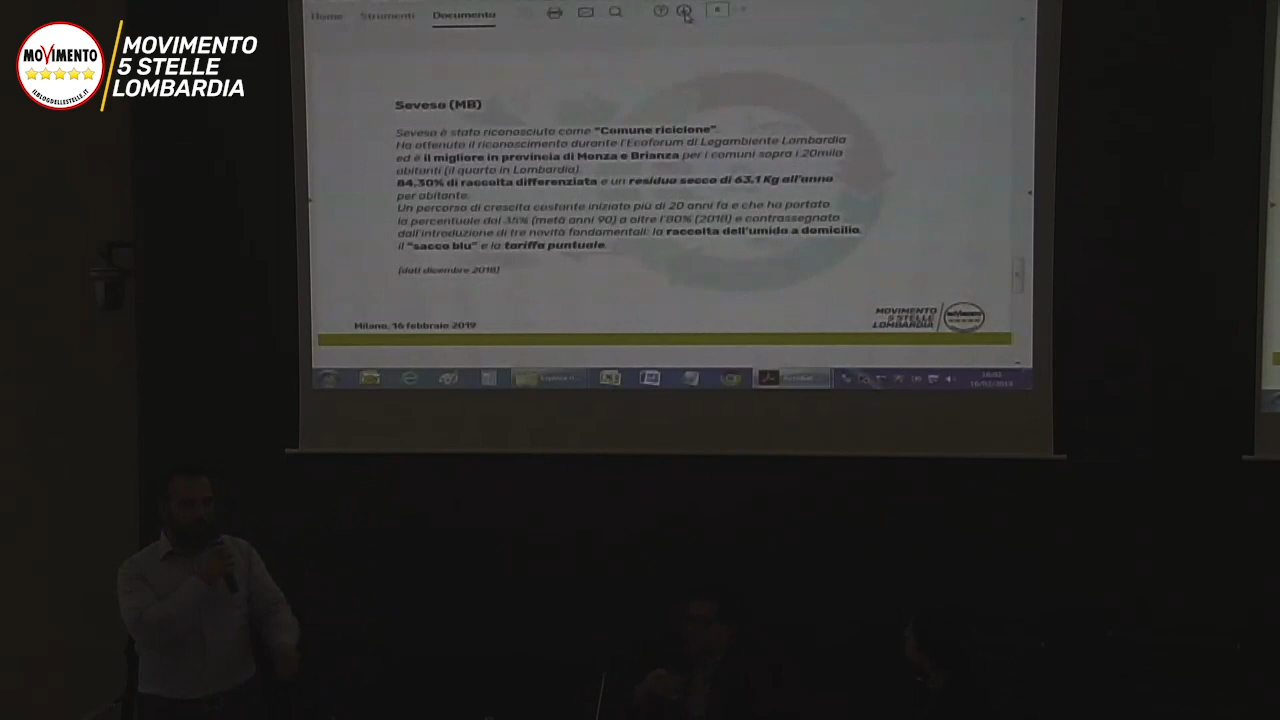 MOVIMENTO
ILBLOGDELLESTELLE.IT
MOVIMENTO
5 STELLE
LOMBARDIA
Home Strumenti Documento
Seveso (MB)
Seveso è stato riconosciuto come "Comune riciclone".
Ha ottenuto il riconoscimento durante l'Ecoforum di Legambiente Lombardia
ed è il migliore in provincia di Monza e Brianza per i comuni sopra i 20mila
abitanti (il quarto in Lombardia).
84,30% di raccolta differenziata e un residuo secco di 63,1 Kg all'anno
per abitante.
Un percorso di crescita costante iniziato più di 20 anni fa e che ha portato
la percentuale dal 35% (metà anni 90) a oltre l'80% (2018) e contrassegnato
dall'introduzione di tre novità fondamentali: la raccolta dell'umido a domicilio,
il "sacco blu" e la tariffa puntuale.
(dati dicembre 2018)
Milano, 16 febbraio 2019
MOVIMENTO
5 STELLE
LOMBARDIA
MOVIMENTO